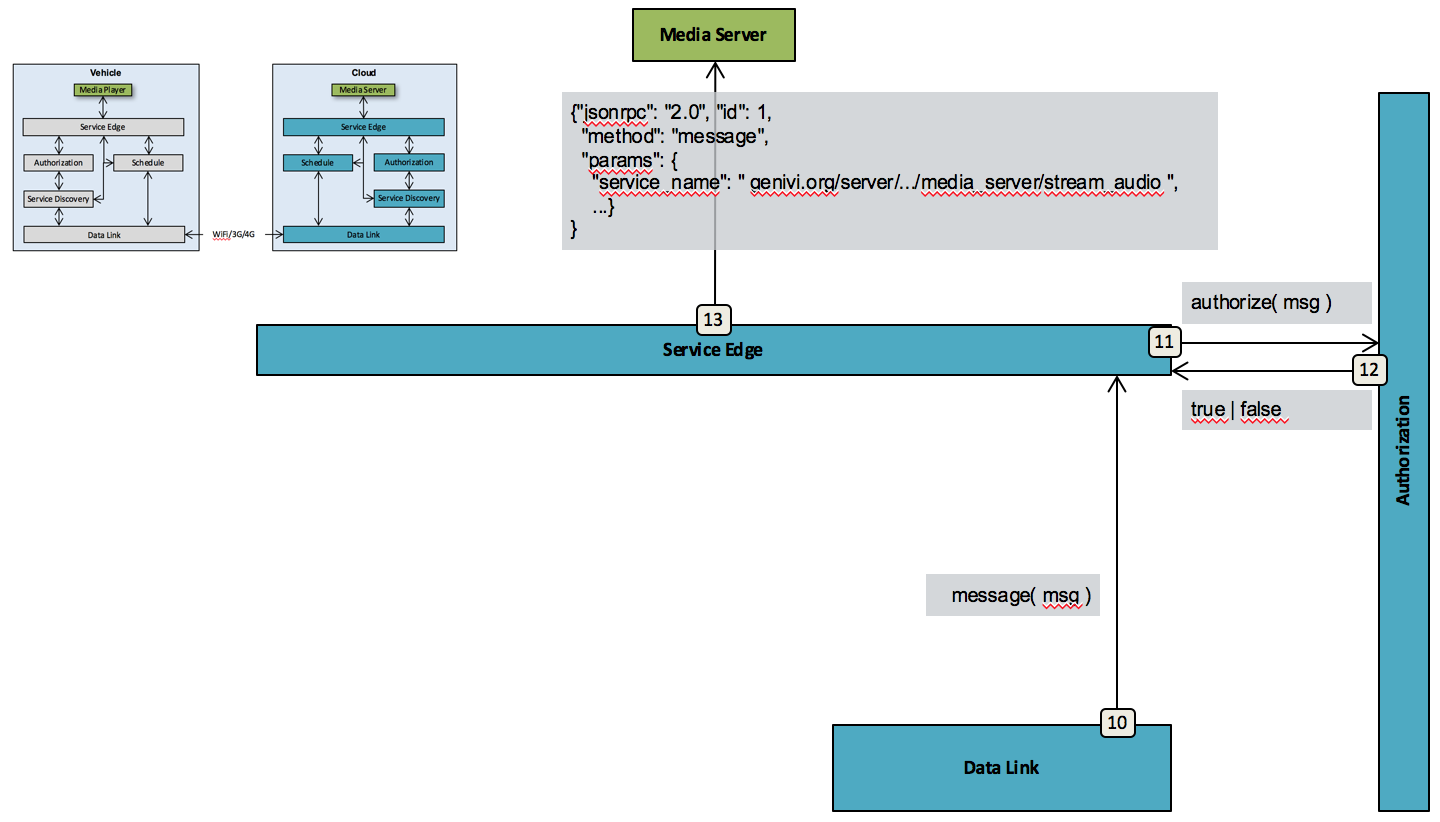 Media Server
Vehicle
Media Player
Service Edge
Authorization
Schedule
Service Discovery
Data Link
WiFi/3G/4G
Cloud
Media Server
Service Edge
Schedule
Authorization
Service Discovery
Data Link
{"jsonrpc": "2.0", "id": 1,
"method": "message",
"params": {
"service_name": " genivi.org/server/.../media_server/stream_audio ",
...}
}
authorize( msg )
13
Service Edge
11
12
true | false
Authorization
message( msg )
10
Data Link